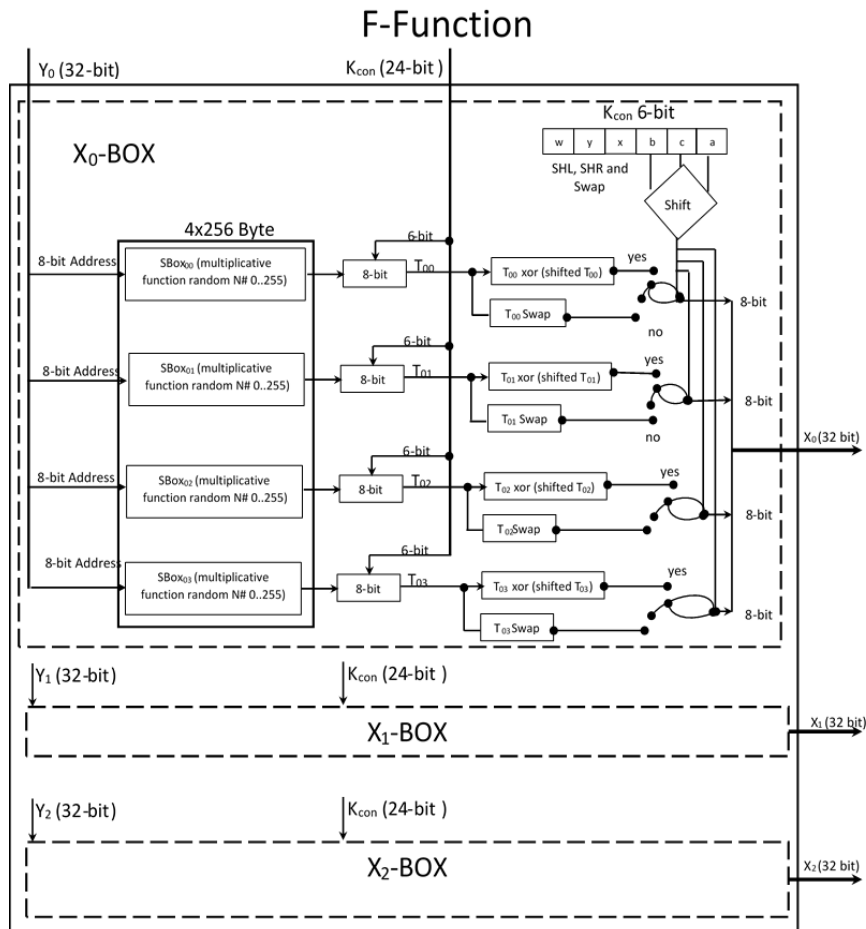 F-Function
Y₀ (32-bit)
K_con (24-bit)
K_con 6-bit
w y x b c a
X₀-BOX
SHL, SHR and
Swap
Shift
4x256 Byte
8-bit Address
SBox₀₀ (multiplicative
function random N# 0..255)
6-bit
8-bit
T₀₀
T₀₀ xor (shifted T₀₀)
yes
T₀₀ Swap
no
8-bit
8-bit Address
SBox₀₁ (multiplicative
function random N# 0..255)
6-bit
8-bit
T₀₁
T₀₁ xor (shifted T₀₁)
yes
T₀₁ Swap
no
8-bit
X₀(32 bit)
8-bit Address
SBox₀₂ (multiplicative
function random N# 0..255)
6-bit
8-bit
T₀₂
T₀₂ xor (shifted T₀₂)
yes
T₀₂Swap
8-bit
8-bit Address
SBox₀₃ (multiplicative
function random N# 0..255)
6-bit
8-bit
T₀₃
T₀₃ xor (shifted T₀₃)
yes
T₀₃Swap
8-bit
Y₁ (32-bit)
K_con (24-bit)
X₁-BOX
X₁ (32 bit)
Y₂ (32-bit)
K_con (24-bit)
X₂-BOX
X₂(32 bit)